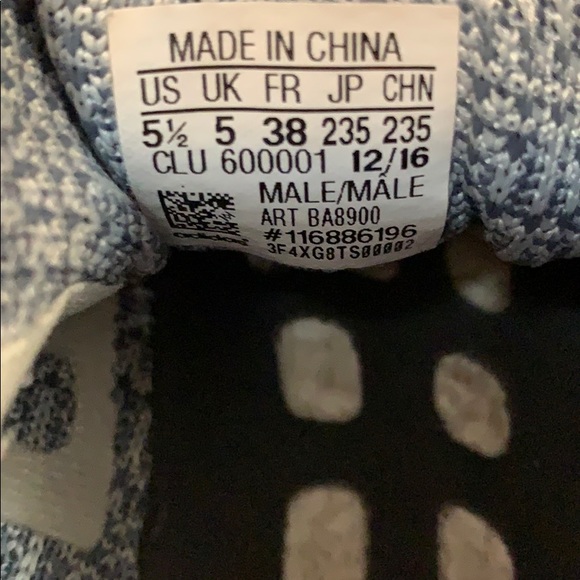 MADE IN CHINA
US UK FR JP CHN
5½ 5 38 235 235
CLU 600001 12/16
MALE/MÂLE
ART BA8900
adidas
#116886196
3F4XG8TS00002